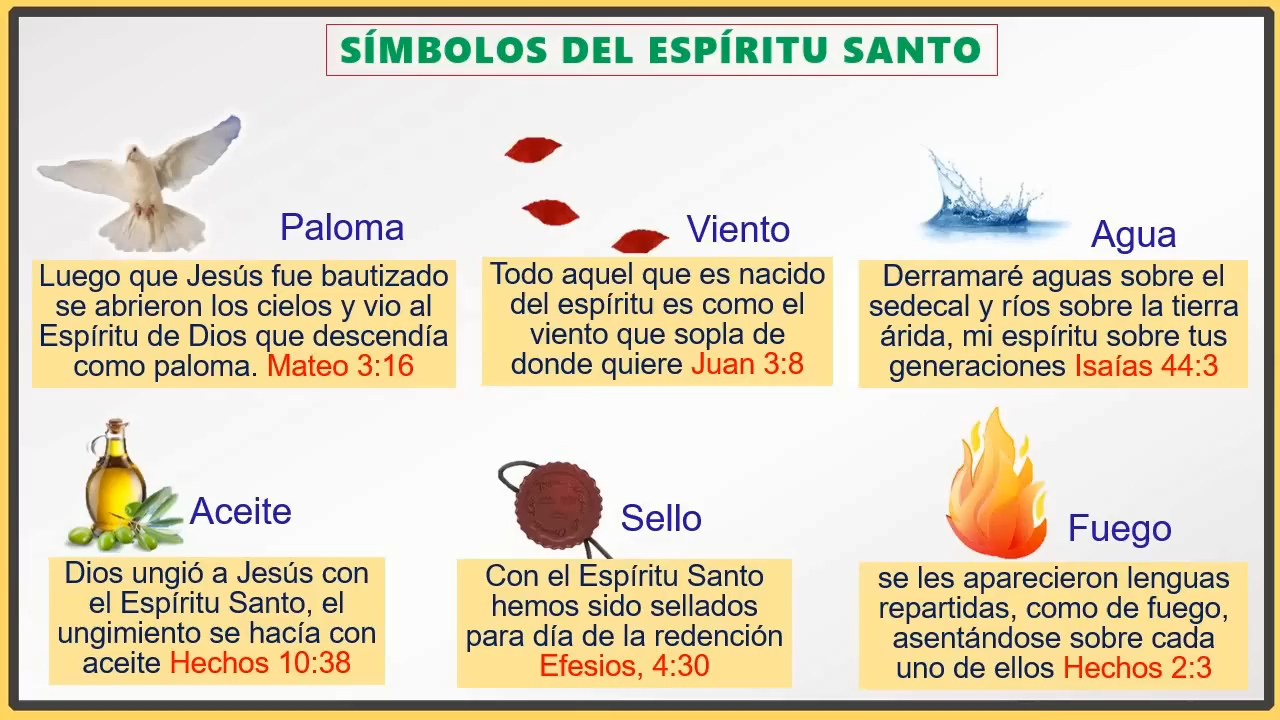 SÍMBOLOS DEL ESPÍRITU SANTO
Paloma
Luego que Jesús fue bautizado
se abrieron los cielos y vio al
Espíritu de Dios que descendía
como paloma. Mateo 3:16
Viento
Todo aquel que es nacido
del espíritu es como el
viento que sopla de
donde quiere Juan 3:8
Agua
Derramaré aguas sobre el
sedecal y ríos sobre la tierra
árida, mi espíritu sobre tus
generaciones Isaías 44:3
Aceite
Dios ungió a Jesús con
el Espíritu Santo, el
ungimiento se hacía con
aceite Hechos 10:38
Sello
Con el Espíritu Santo
hemos sido sellados
para día de la redención
Efesios, 4:30
Fuego
se les aparecieron lenguas
repartidas, como de fuego,
asentándose sobre cada
uno de ellos Hechos 2:3